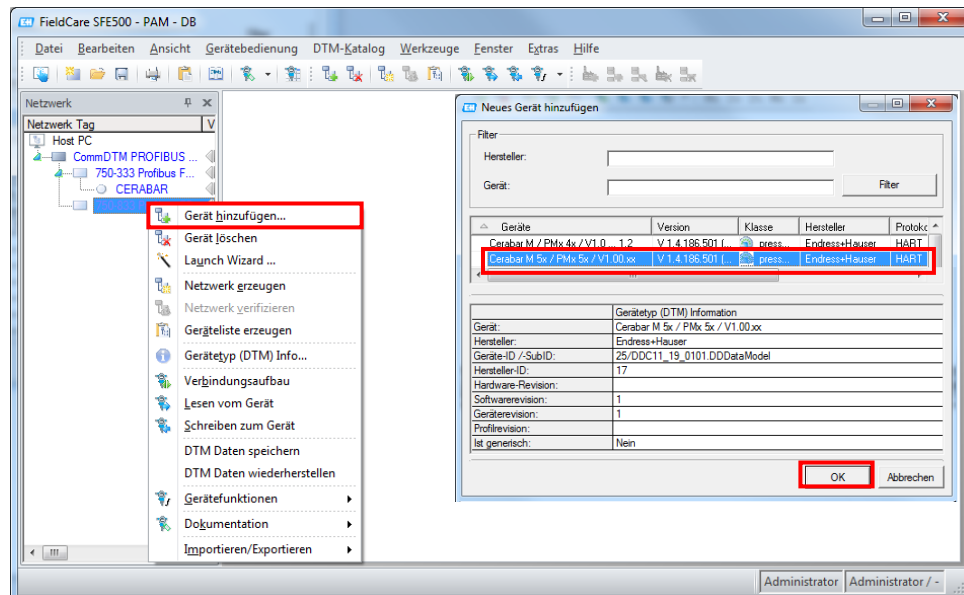 FieldCare SFE500 - PAM - DB
Datei Bearbeiten Ansicht Gerätebedienung DTM-Katalog Werkzeuge Fenster Extras Hilfe
Netzwerk
Netzwerk Tag V
Host PC
CommDTM PROFIBUS ...
750-333 Profibus F...
CERABAR
Gerät hinzufügen...
Gerät löschen
Launch Wizard ...
Netzwerk erzeugen
Netzwerk verifizieren
Geräteliste erzeugen
Gerätetyp (DTM) Info...
Verbindungsaufbau
Lesen vom Gerät
Schreiben zum Gerät
DTM Daten speichern
DTM Daten wiederherstellen
Gerätefunktionen
Dokumentation
Importieren/Exportieren
Neues Gerät hinzufügen
Filter
Hersteller:
Gerät:
Filter
Geräte Version Klasse Hersteller Protokc
Cerabar M / PMx 4x / V1.0 ... 1.2 V 1.4.186.501 (... press... Endress+Hauser HART
Cerabar M 5x / PMx 5x / V1.00.xx V 1.4.186.501 (... press... Endress+Hauser HART
Gerätetyp (DTM) Information
Gerät: Cerabar M 5x / PMx 5x / V1.00.xx
Hersteller: Endress+Hauser
Geräte-ID /-SubID: 25/DDC11_19_0101.DDDataModel
Hersteller-ID: 17
Hardware-Revision:
Softwarerevision: 1
Geräterevision: 1
Profilrevision:
Ist generisch: Nein
OK Abbrechen
Administrator Administrator / -